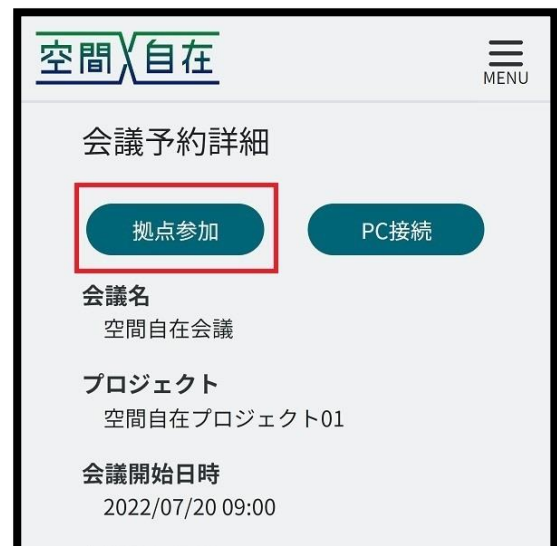 空間自在
MENU
会議予約詳細
拠点参加 PC接続
会議名
空間自在会議
プロジェクト
空間自在プロジェクト01
会議開始日時
2022/07/20 09:00